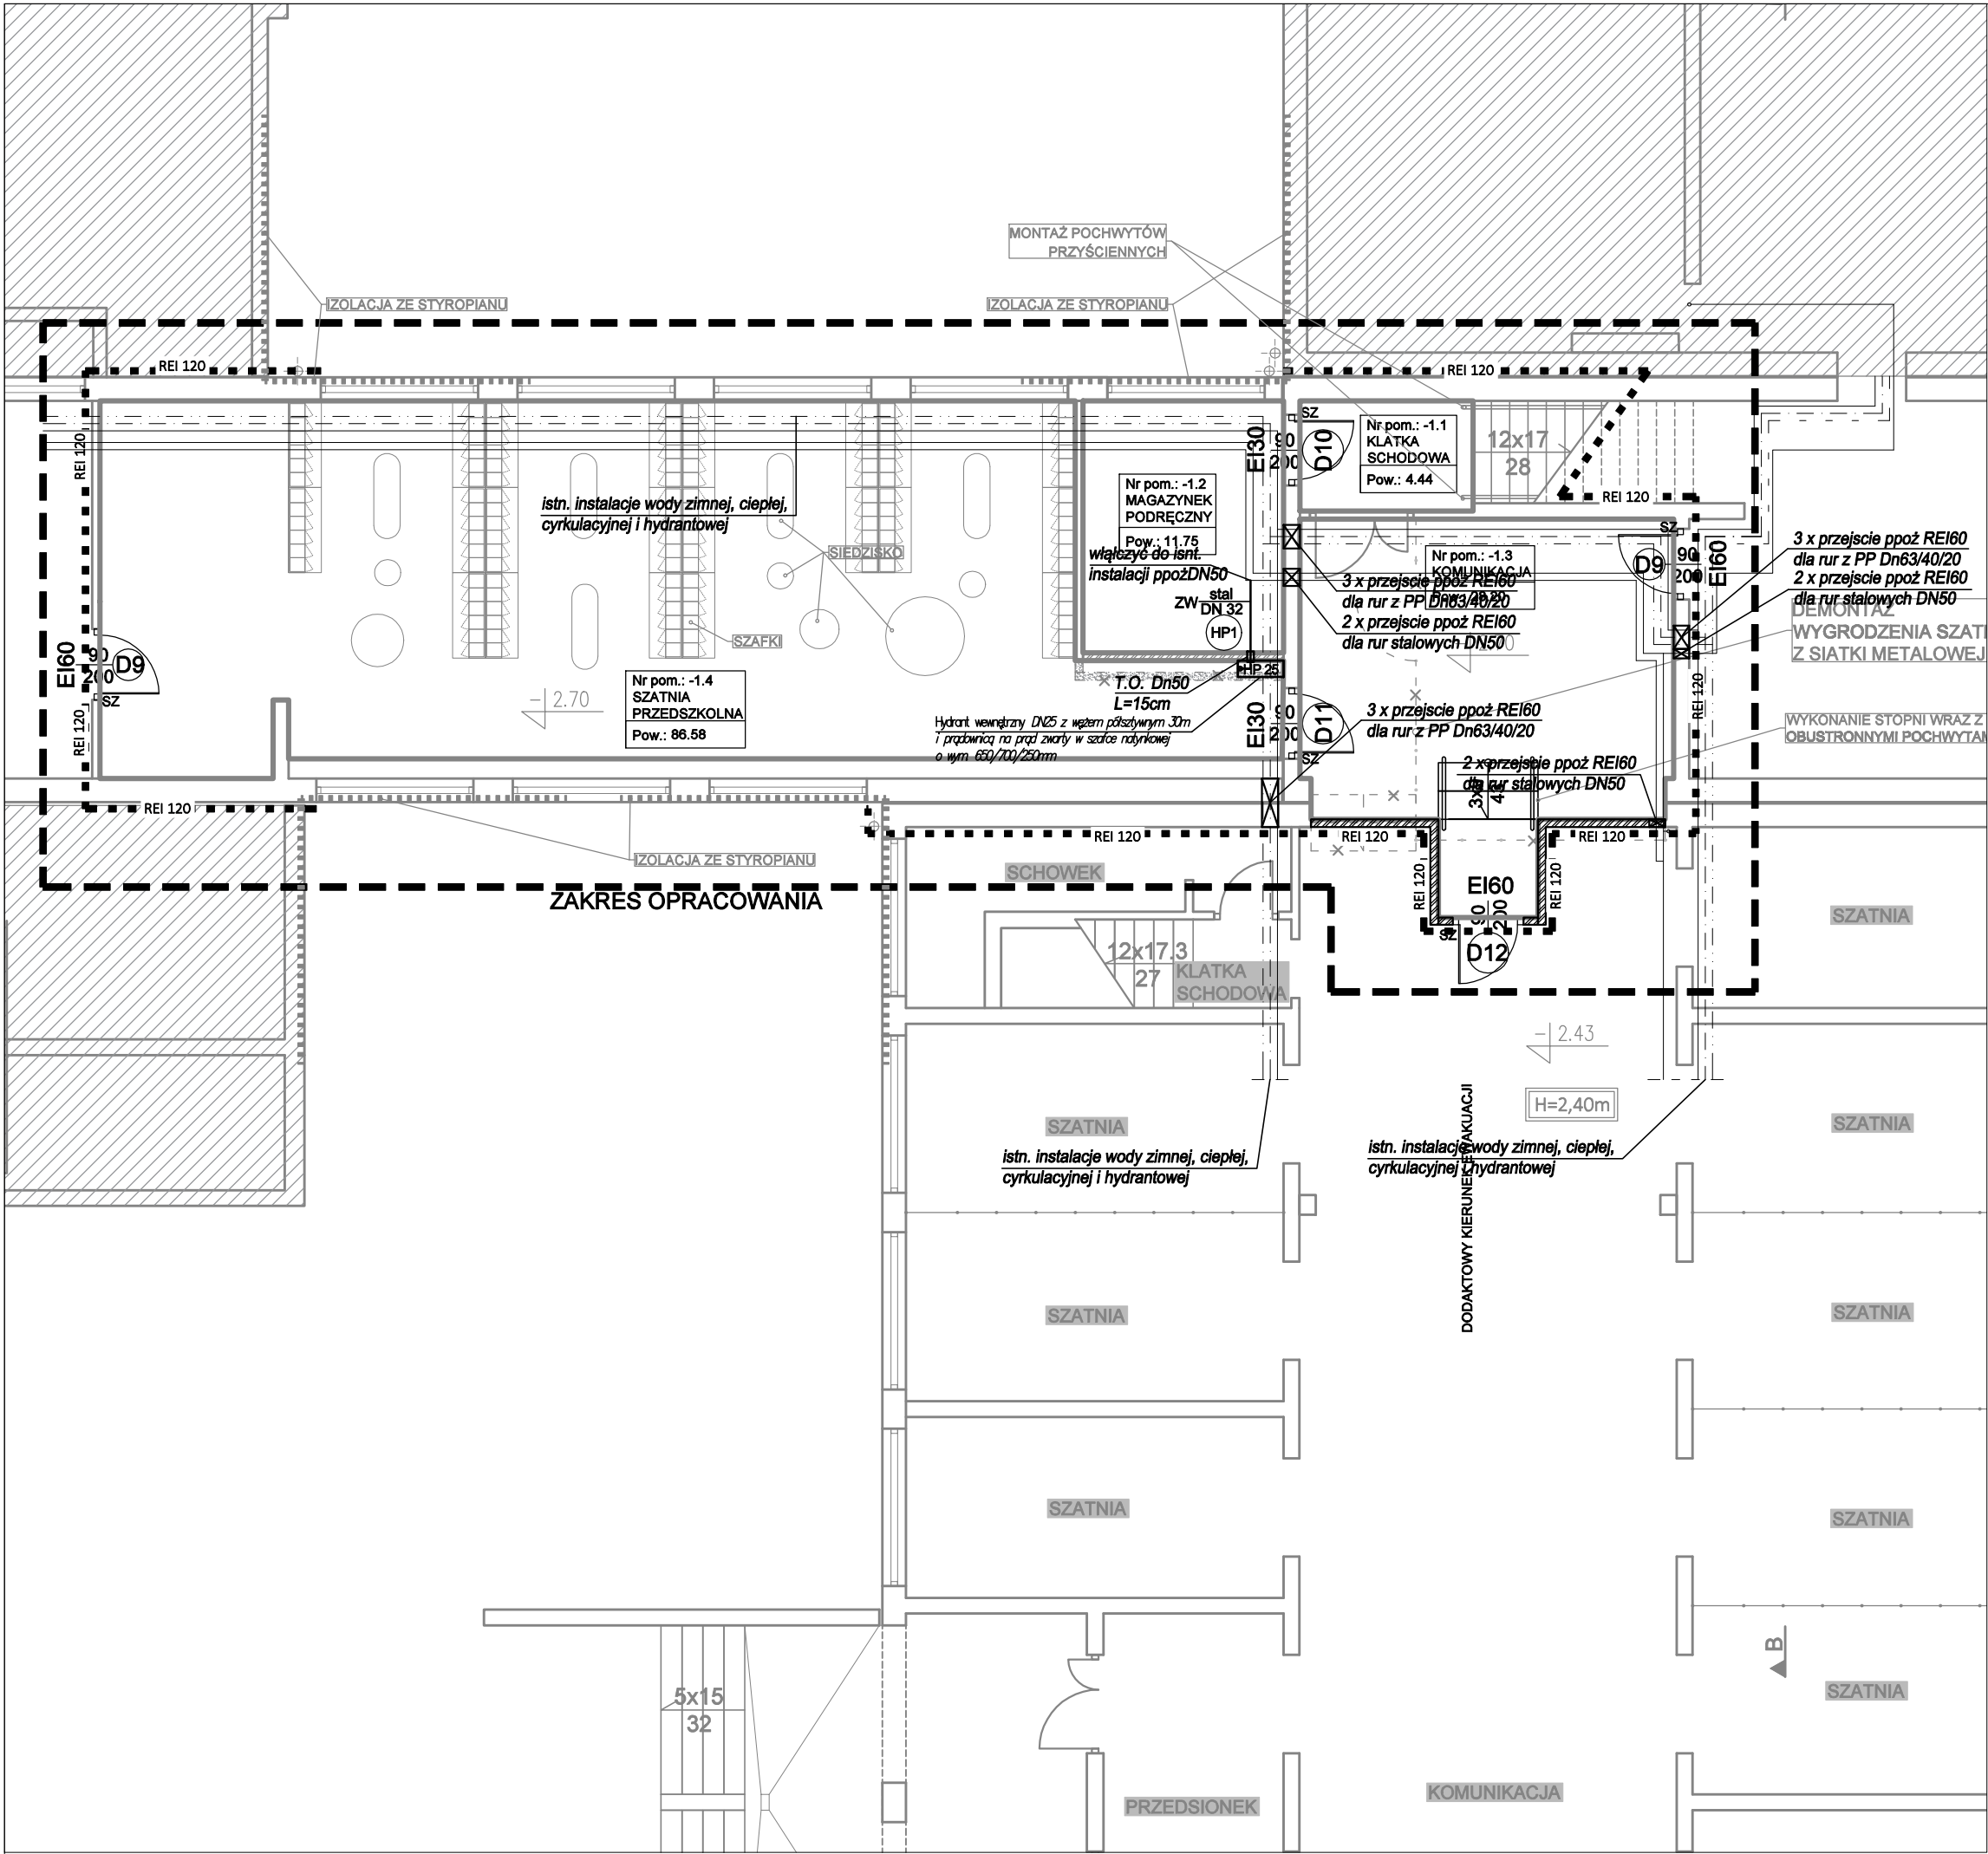 MONTAŻ POCHWYTÓW
PRZYŚCIENNYCH
IZOLACJA ZE STYROPIANU
IZOLACJA ZE STYROPIANU
REI 120
REI 120
REI 120
REI 120
EI30
90
200
D10
SZ
Nr pom.: -1.1
KLATKA
SCHODOWA
Pow.: 4.44
12x17
28
REI 120
istn. instalacje wody zimnej, ciepłej,
cyrkulacyjnej i hydrantowej
Nr pom.: -1.2
MAGAZYNEK
PODRĘCZNY
Pow.: 11.75
włąłczyć do isnt.
instalacji ppożDN50
ZW
stal
DN 32
HP1
HP 25
SIEDZISKO
SZAFKI
Nr pom.: -1.3
KOMUNIKACJA
3 x przejscie ppoż REI60
dla rur z PP Dn63/40/20
2 x przejście ppoż REI60
dla rur stalowych DN50
SZ
D9
90
200
EI60
3 x przejście ppoż REI60
dla rur z PP Dn63/40/20
2 x przejście ppoż REI60
dla rur stalowych DN50
DEMONTAŻ
WYGRODZENIA SZATI
Z SIATKI METALOWEJ
EI60
90
200
D9
SZ
REI 120
- 2.70
Nr pom.: -1.4
SZATNIA
PRZEDSZKOLNA
Pow.: 86.58
T.O. Dn50
L=15cm
Hydrant wewnętrzny DN25 z wężem półsztywnym 30m
i prądownicą na prąd zwarty w szafce natynkowej
o wym. 650/700/250mm
EI30
90
200
D11
SZ
3 x przejście ppoż REI60
dla rur z PP Dn63/40/20
REI 120
WYKONANIE STOPNI WRAZ Z
OBUSTRONNYMI POCHWYTAM
2 x przejście ppoż REI60
dla rur stalowych DN50
REI 120
REI 120
REI 120
REI 120
IZOLACJA ZE STYROPIANU
SCHOWEK
ZAKRES OPRACOWANIA
REI 120
EI60
90
200
REI 120
SZ
D12
SZATNIA
12x17.3
27
KLATKA
SCHODOWA
- 2.43
H=2,40m
DODAKTOWY KIERUNEK EWAKUACJI
SZATNIA
SZATNIA
istn. instalacje wody zimnej, ciepłej,
cyrkulacyjnej i hydrantowej
istn. instalacje wody zimnej, ciepłej,
cyrkulacyjnej i hydrantowej
SZATNIA
SZATNIA
SZATNIA
SZATNIA
B
SZATNIA
5x15
32
PRZEDSIONEK
KOMUNIKACJA